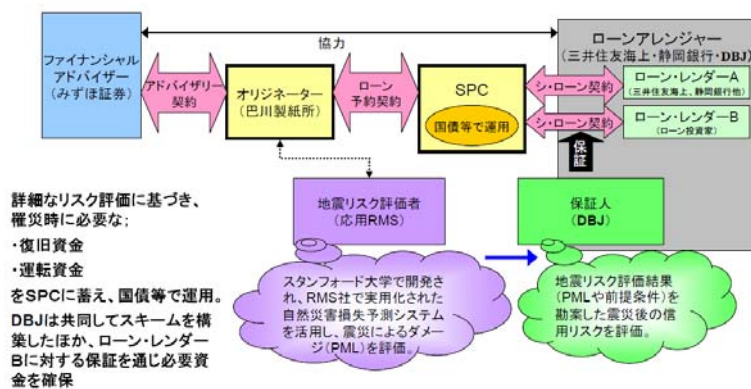 協力
ローンアレンジャー
(三井住友海上・静岡銀行・DBJ)
ファイナンシャル
アドバイザー
(みずほ証券)
アドバイザリー
契約
オリジネーター
(巴川製紙所)
ローン
予約契約
SPC
国債等で運用
シ・ローン契約
ローン・レンダーA
(三井住友海上、静岡銀行他)
シ・ローン契約
ローン・レンダーB
(ローン投資家)
保証
詳細なリスク評価に基づき、
罹災時に必要な;
・復旧資金
・運転資金
をSPCに蓄え、国債等で運用。
DBJは共同してスキームを構
築したほか、ローン・レンダー
Bに対する保証を通じ必要資
金を確保
地震リスク評価者
(応用RMS)
スタンフォード大学で開発さ
れ、RMS社で実用化された
自然災害損失予測システム
を活用し、震災によるダメー
ジ(PML)を評価。
保証人
(DBJ)
地震リスク評価結果
(PMLや前提条件)を
勘案した震災後の信
用リスクを評価。